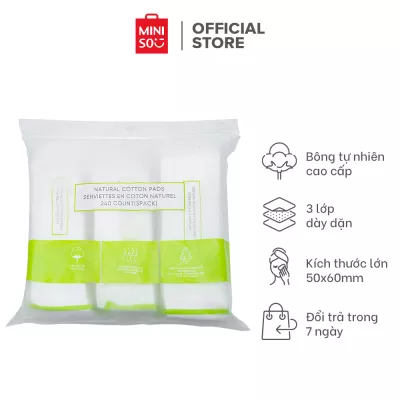 MINI
SO
OFFICIAL
STORE
NATURAL COTTON PADS
SERVIETTES EN COTON NATUREL
240 COUNT(3PACK)
Bông tự nhiên
cao cấp
3 lớp
dày dặn
Kích thước lớn
50x60mm
Đổi trả trong
7 ngày